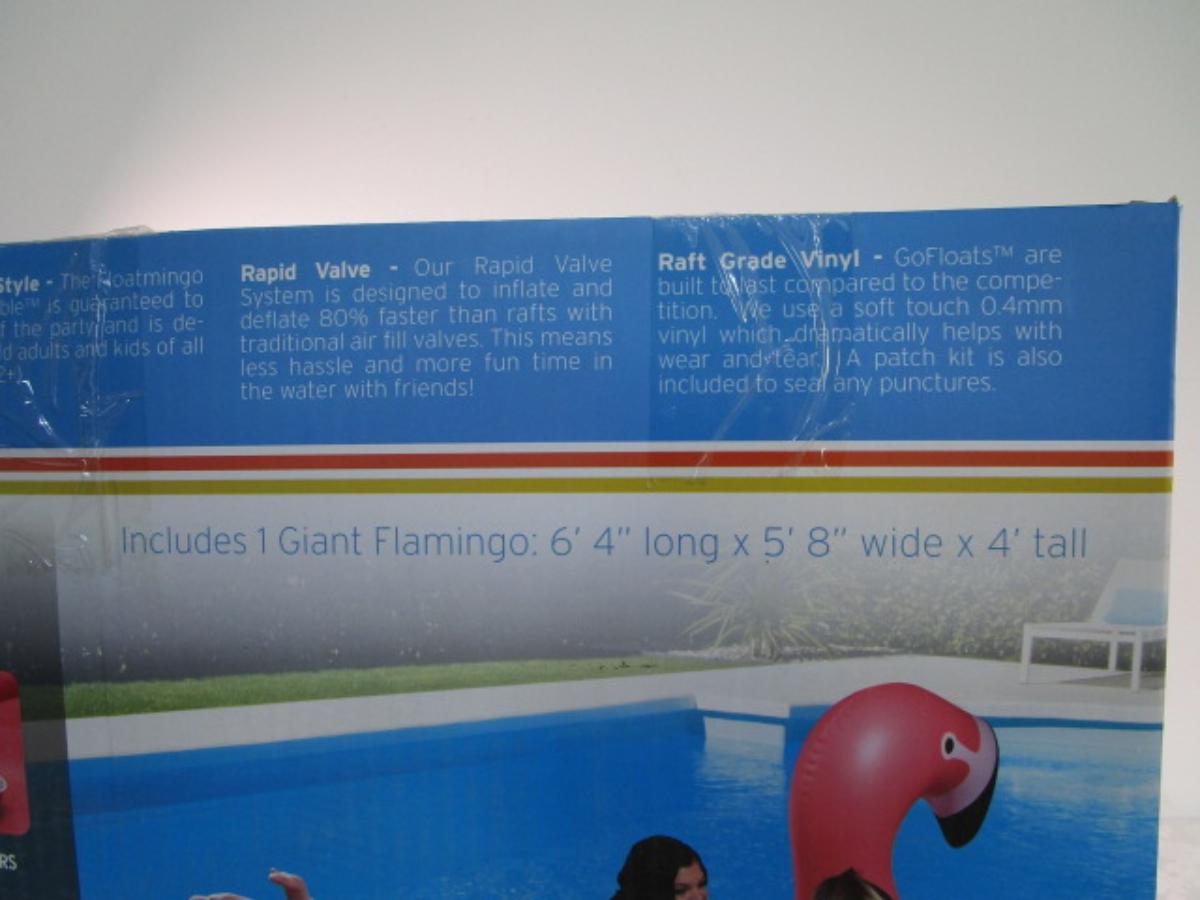 Style - The Floatmingo
ble™ is guaranteed to
f the party and is de-
d adults and kids of all
2+)
Rapid Valve - Our Rapid Valve
System is designed to inflate and
deflate 80% faster than rafts with
traditional air fill valves. This means
less hassle and more fun time in
the water with friends!
Raft Grade Vinyl - GoFloats™ are
built to last compared to the compe-
tition. We use a soft touch 0.4mm
vinyl which dramatically helps with
wear and tear. A patch kit is also
included to seal any punctures.
Includes 1 Giant Flamingo: 6' 4" long x 5' 8" wide x 4' tall
RS